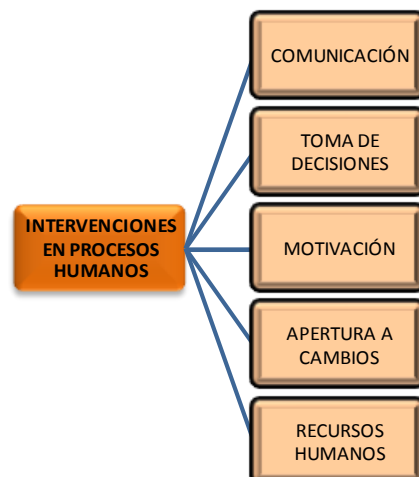 COMUNICACIÓN
TOMA DE
DECISIONES
INTERVENCIONES
EN PROCESOS
HUMANOS
MOTIVACIÓN
APERTURA A
CAMBIOS
RECURSOS
HUMANOS